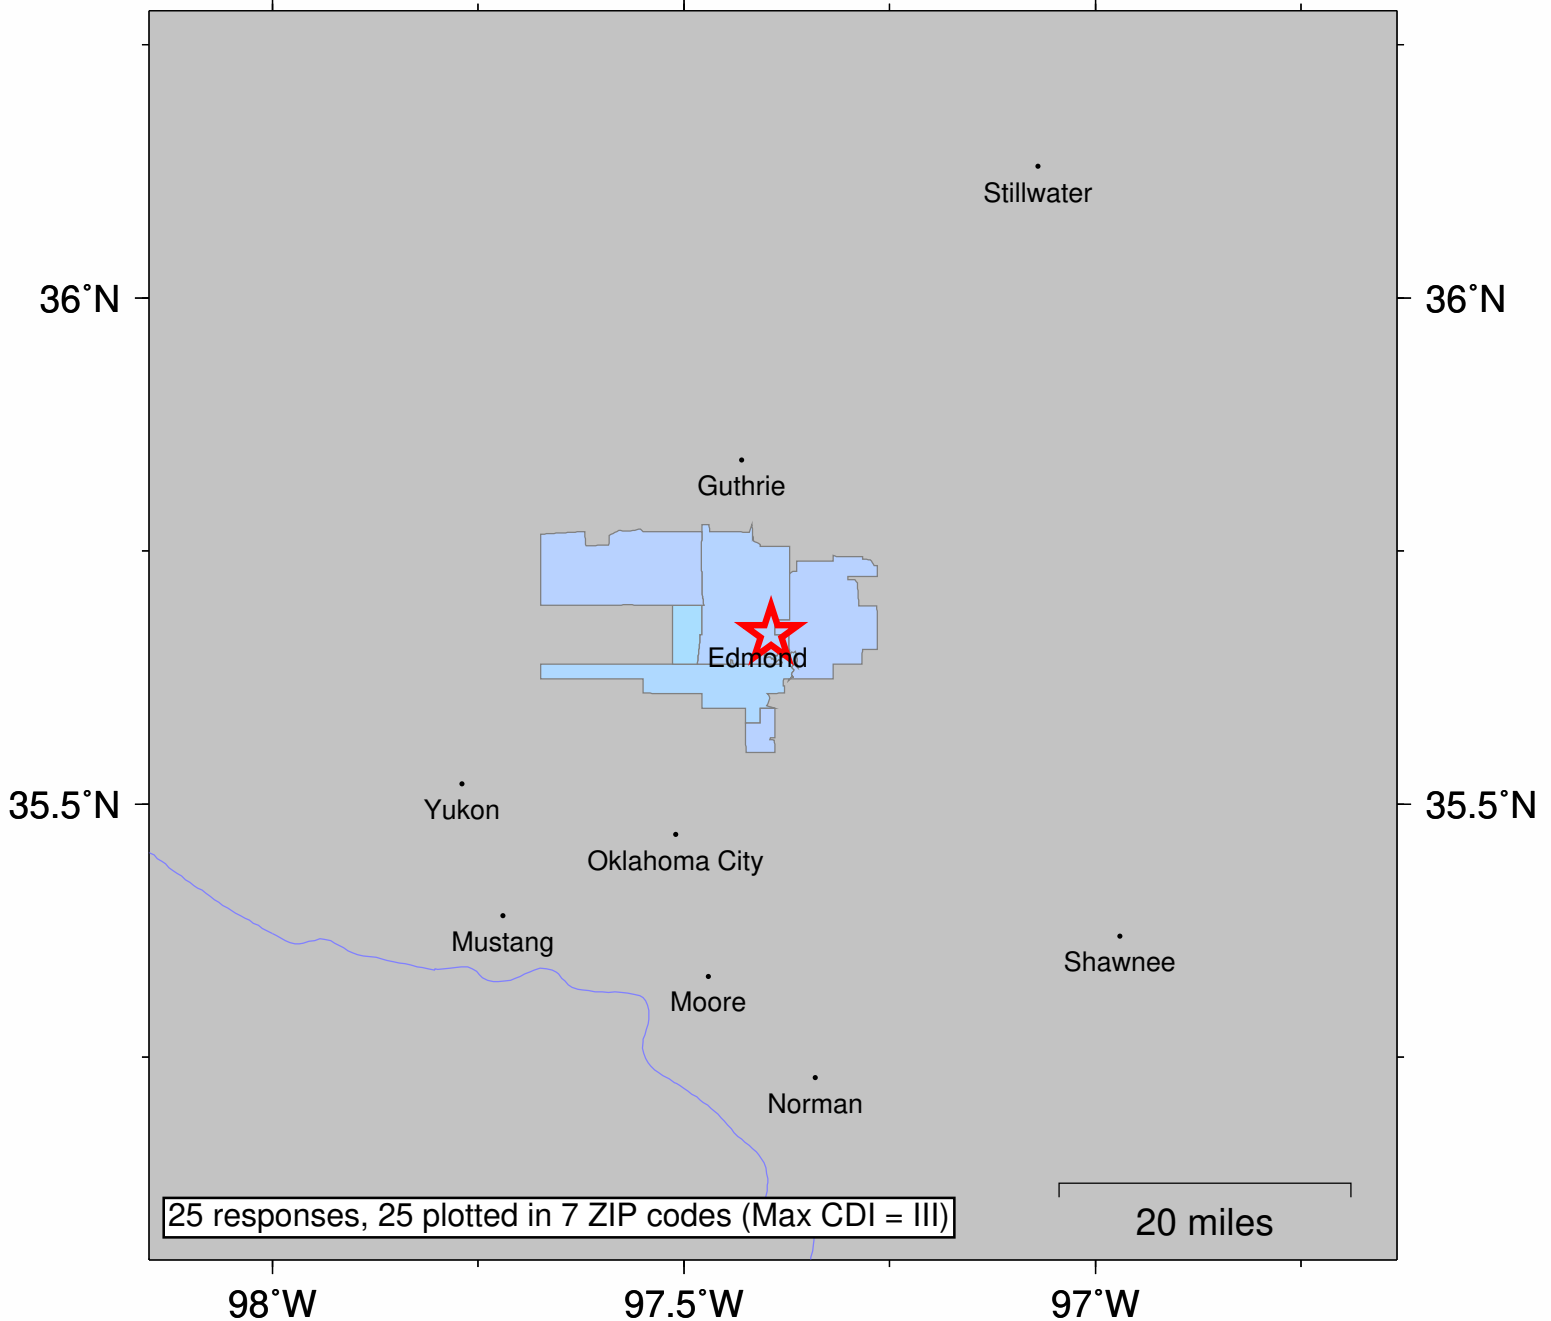 Stillwater
36˚N
36˚N
Guthrie
Edmond
35.5˚N
35.5˚N
Yukon
Oklahoma City
Mustang
Shawnee
Moore
Norman
25 responses, 25 plotted in 7 ZIP codes (Max CDI = III)
20 miles
98˚W
97.5˚W
97˚W